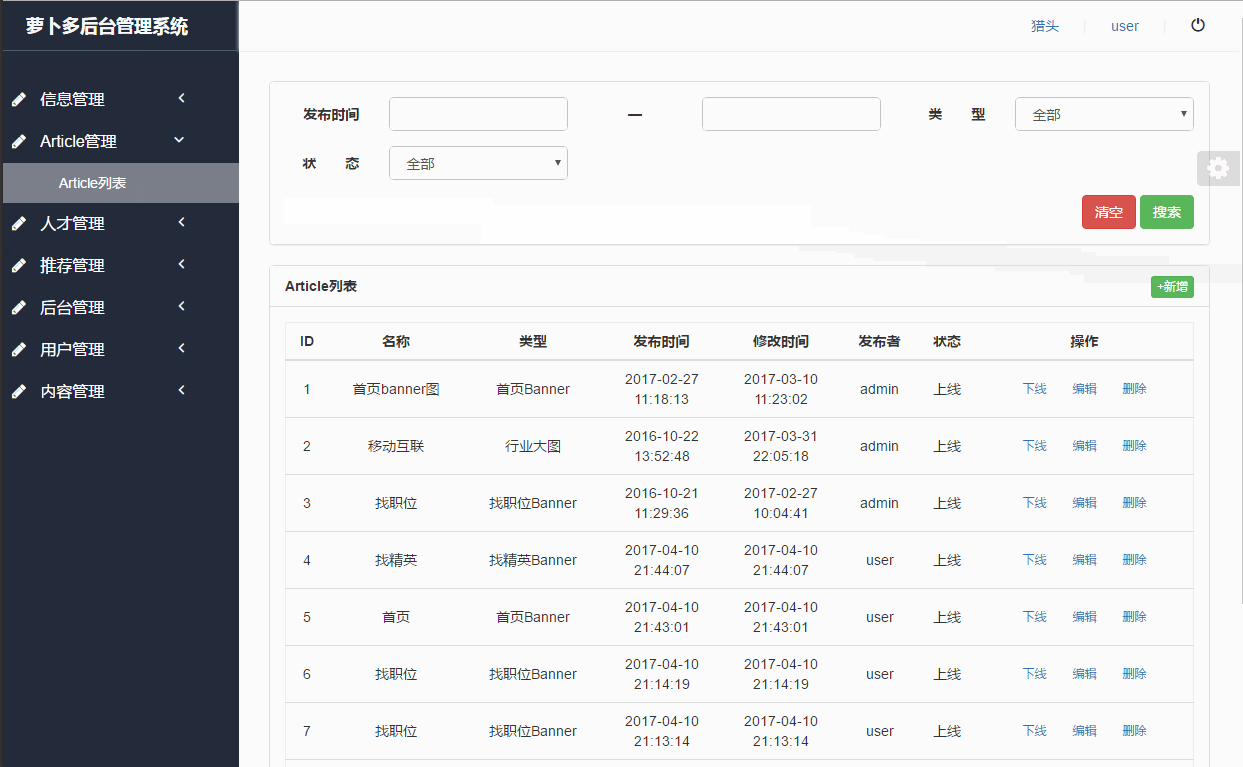 萝卜多后台管理系统
猎头
user
信息管理
Article管理
Article列表
人才管理
推荐管理
后台管理
用户管理
内容管理
发布时间 — 类 型 全部
状 态 全部
清空 搜索
Article列表 +新增
ID 名称 类型 发布时间 修改时间 发布者 状态 操作
1 首页banner图 首页Banner 2017-02-27 11:18:13 2017-03-10 11:23:02 admin 上线 下线 编辑 删除
2 移动互联 行业大图 2016-10-22 13:52:48 2017-03-31 22:05:18 admin 上线 下线 编辑 删除
3 找职位 找职位Banner 2016-10-21 11:29:36 2017-02-27 10:04:41 admin 上线 下线 编辑 删除
4 找精英 找精英Banner 2017-04-10 21:44:07 2017-04-10 21:44:07 user 上线 下线 编辑 删除
5 首页 首页Banner 2017-04-10 21:43:01 2017-04-10 21:43:01 user 上线 下线 编辑 删除
6 找职位 找职位Banner 2017-04-10 21:14:19 2017-04-10 21:14:19 user 上线 下线 编辑 删除
7 找职位 找职位Banner 2017-04-10 21:13:14 2017-04-10 21:13:14 user 上线 下线 编辑 删除